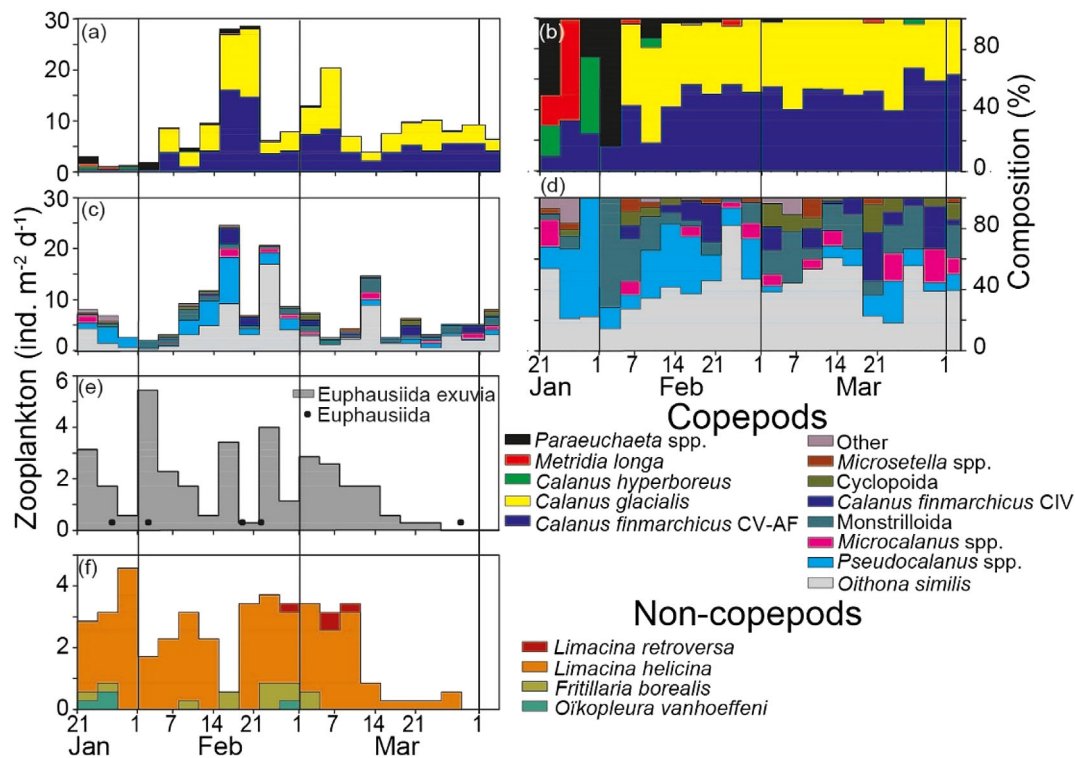 Zooplankton (ind. m⁻² d⁻¹)
30
20
10
0
(a)
(b)
80
40
0
Composition (%)
30
20
10
0
(c)
(d)
80
40
0
Composition (%)
21 1 7 14 21 1 7 14 21 1
Jan Feb Mar
6
4
2
0
(e)
Euphausiida exuvia
Euphausiida
4
2
0
(f)
21 1 7 14 21 1 7 14 21 1
Jan Feb Mar
Copepods
Paraeuchaeta spp.
Metridia longa
Calanus hyperboreus
Calanus glacialis
Calanus finmarchicus CV-AF
Other
Microsetella spp.
Cyclopoida
Calanus finmarchicus CIV
Monstrilloida
Microcalanus spp.
Pseudocalanus spp.
Oithona similis
Non-copepods
Limacina retroversa
Limacina helicina
Fritillaria borealis
Oïkopleura vanhoeffeni